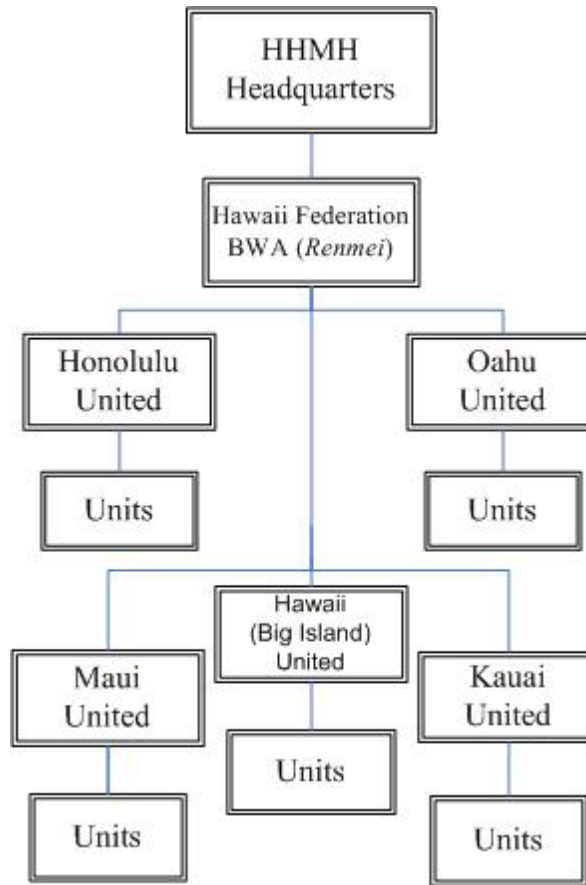 HHMH
Headquarters
Hawaii Federation
BWA (Renmei)
Honolulu
United
Oahu
United
Units
Units
Hawaii
(Big Island)
United
Maui
United
Kauai
United
Units
Units
Units